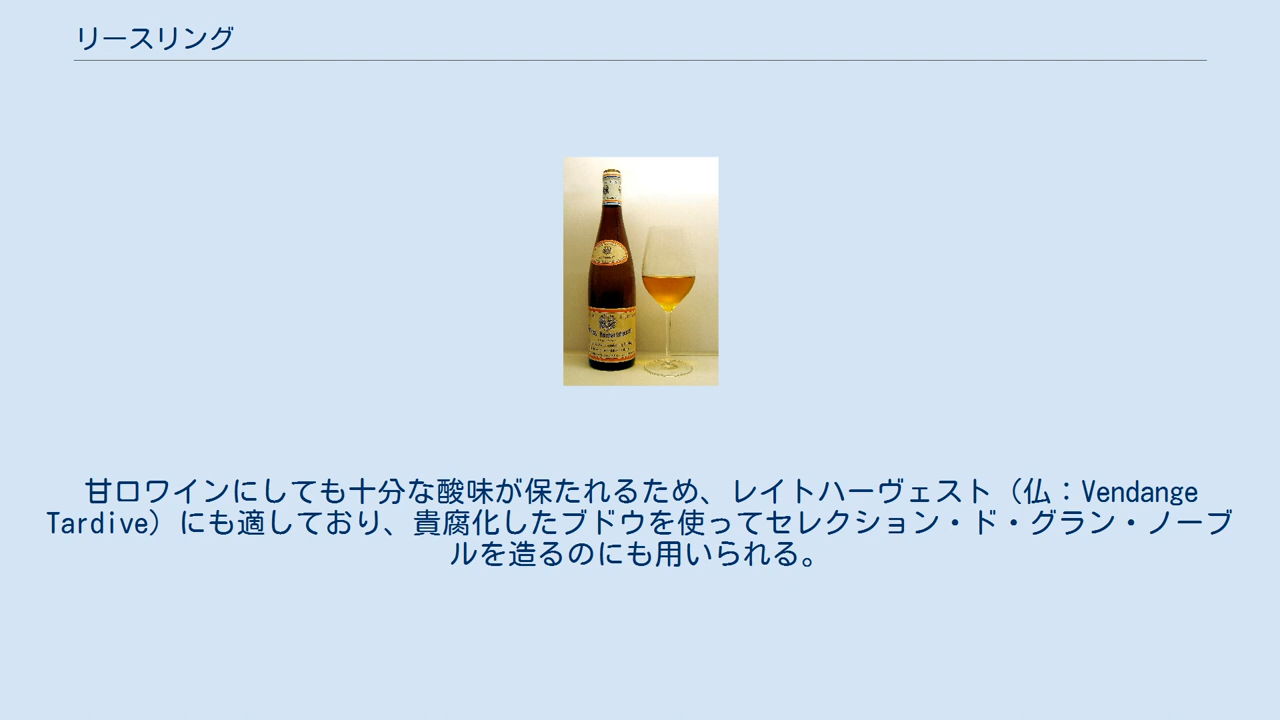 リースリング
甘口ワインにしても十分な酸味が保たれるため、レイトハーヴェスト（仏：Vendange
Tardive）にも適しており、貴腐化したブドウを使ってセレクション・ド・グラン・ノーブ
ルを造るのにも用いられる。